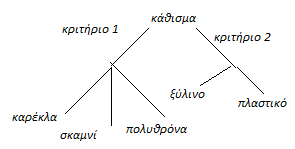 κάθισμα
κριτήριο 1
κριτήριο 2
ξύλινο
πλαστικό
καρέκλα
σκαμνί
πολυθρόνα